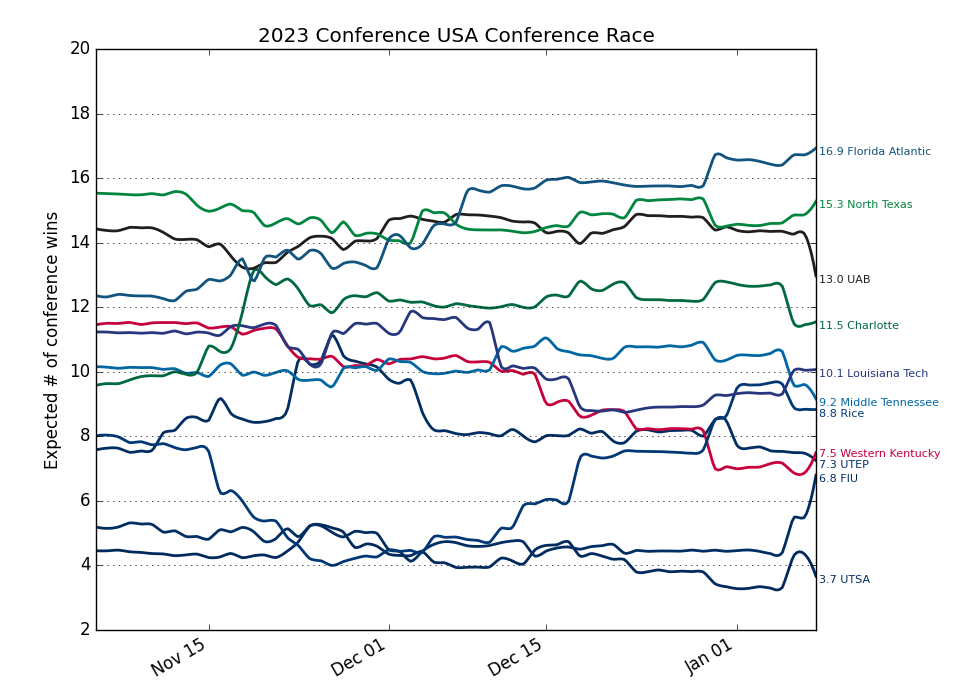 2023 Conference USA Conference Race
Expected # of conference wins
20
18
16
14
12
10
8
6
4
2
Nov 15
Dec 01
Dec 15
Jan 01
16.9 Florida Atlantic
15.3 North Texas
13.0 UAB
11.5 Charlotte
10.1 Louisiana Tech
9.2 Middle Tennessee
8.8 Rice
7.5 Western Kentucky
7.3 UTEP
6.8 FIU
3.7 UTSA